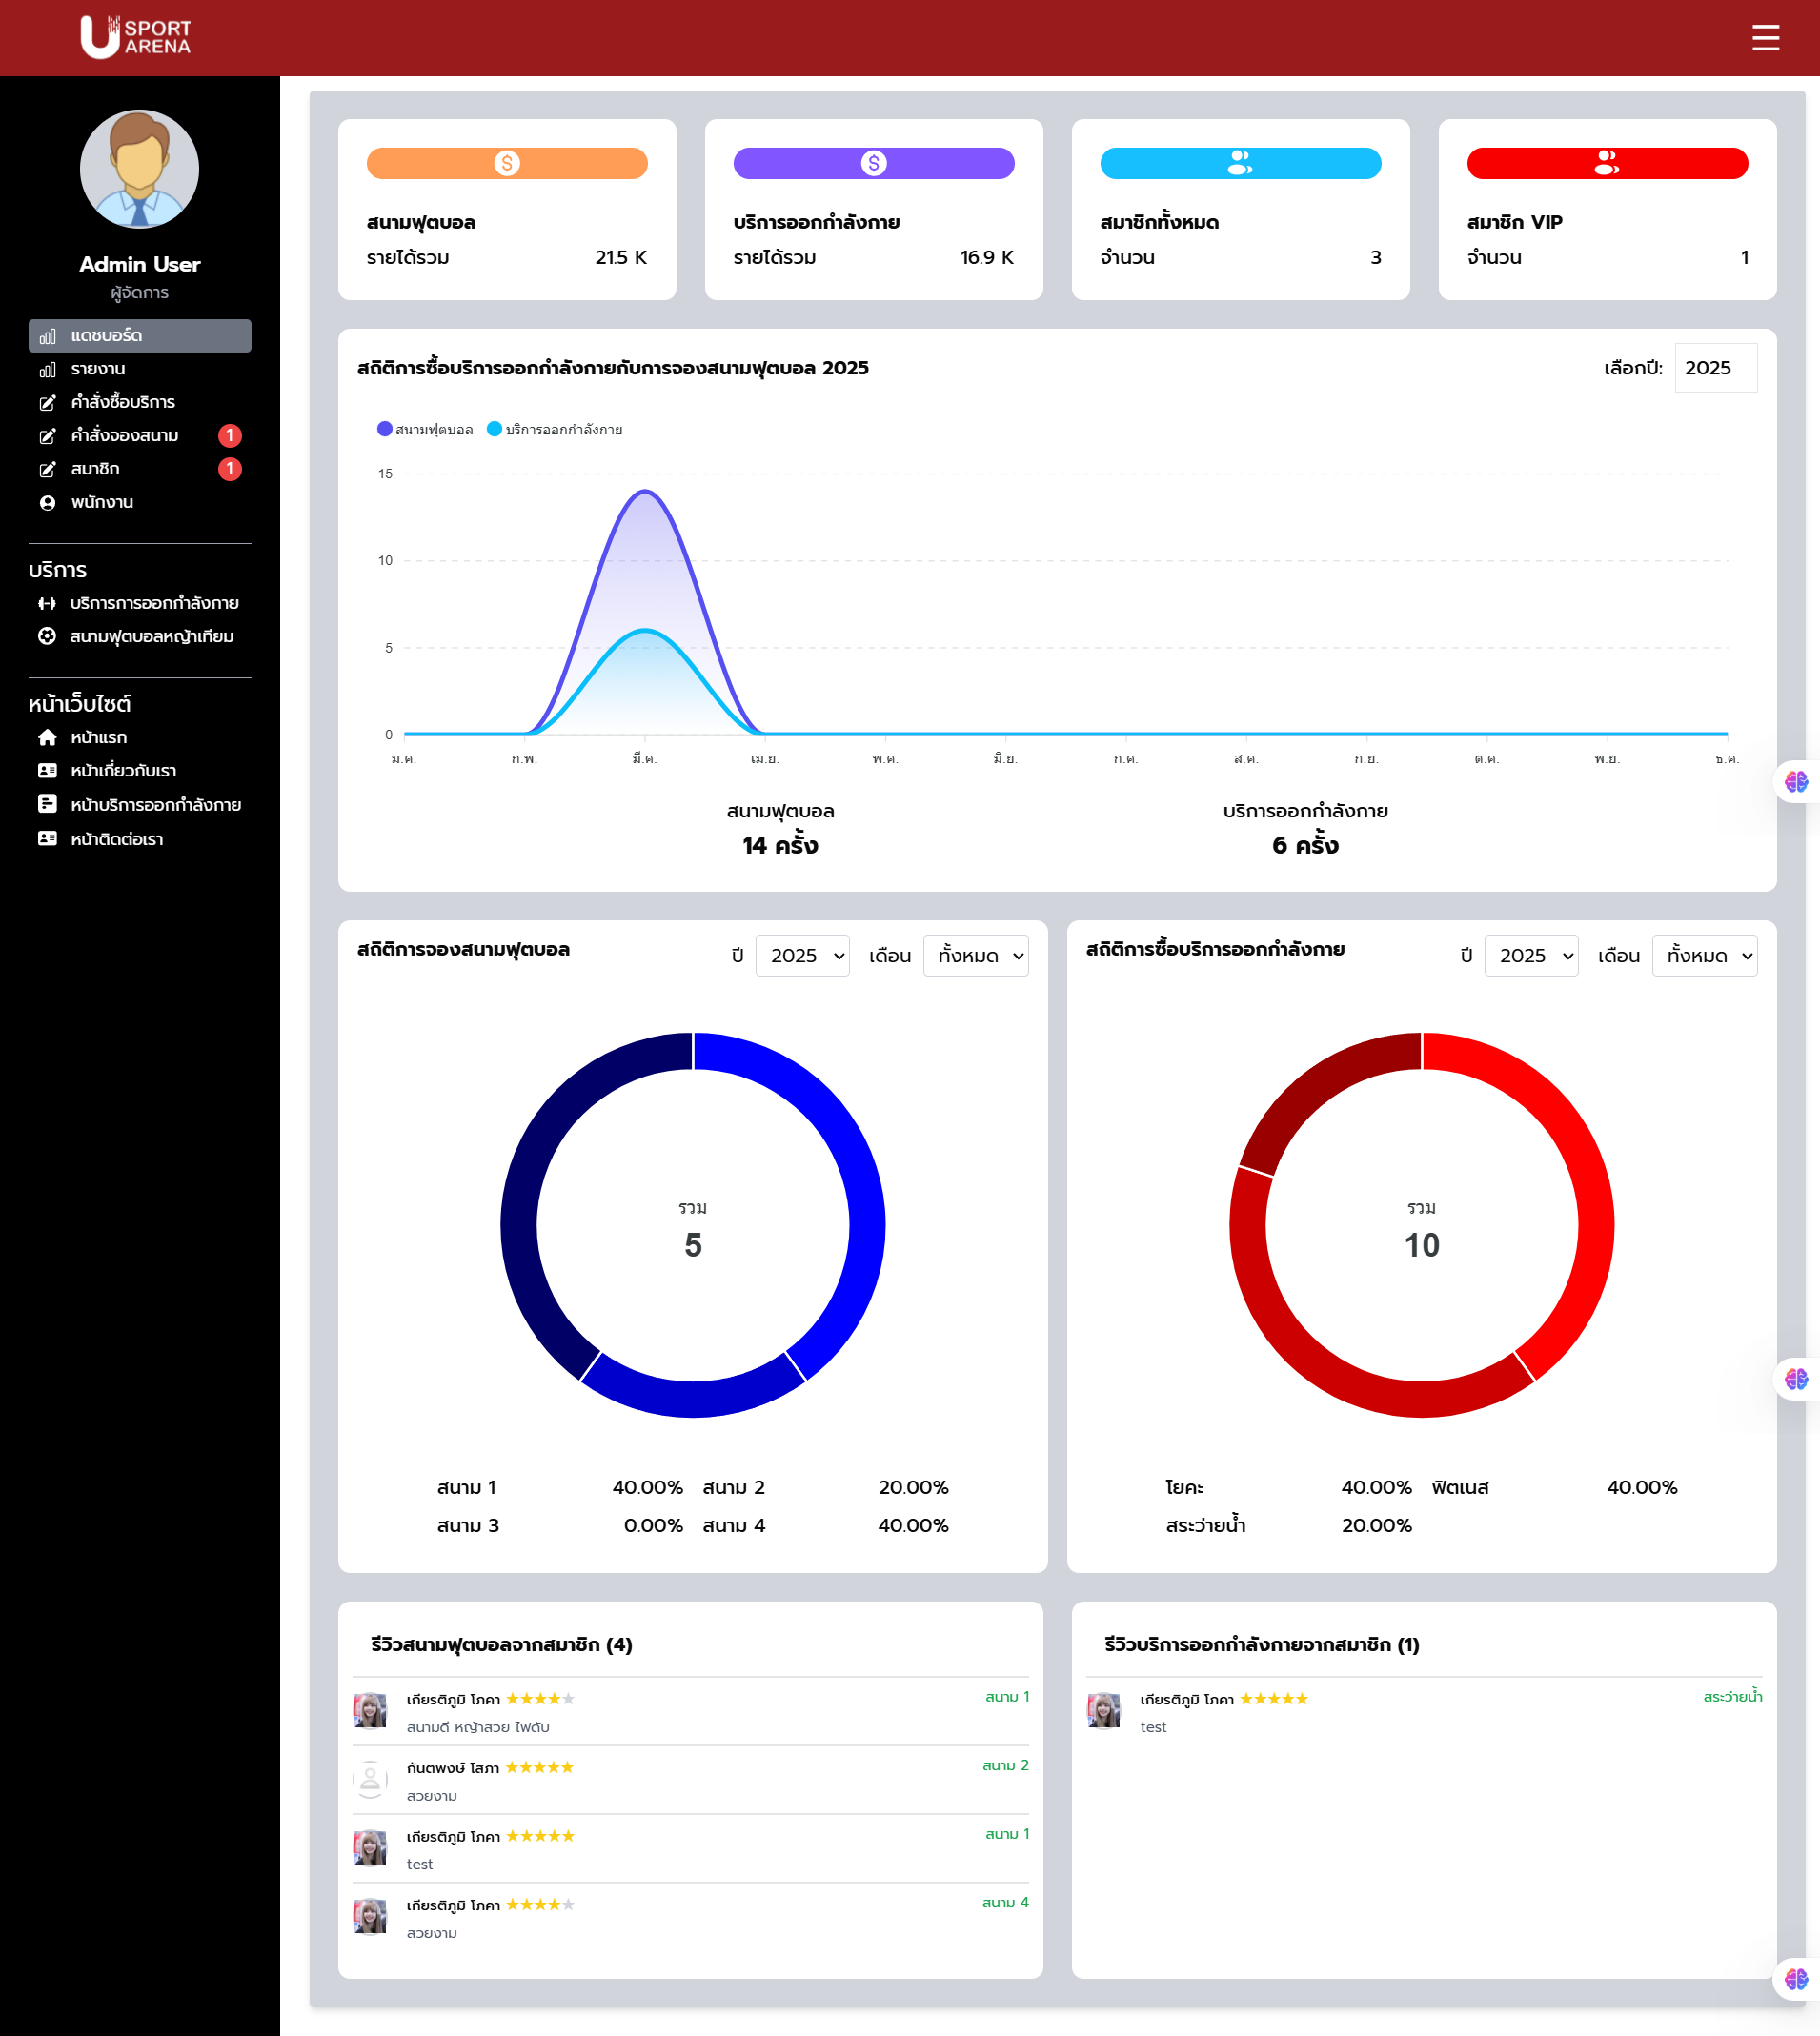 U SPORT ARENA
Admin User
ผู้จัดการ
แดชบอร์ด
รายงาน
คำสั่งซื้อบริการ
คำสั่งจองสนาม 1
สมาชิก 1
พนักงาน
บริการ
บริการการออกกำลังกาย
สนามฟุตบอลหญ้าเทียม
หน้าเว็บไซต์
หน้าแรก
หน้าเกี่ยวกับเรา
หน้าบริการออกกำลังกาย
หน้าติดต่อเรา
สนามฟุตบอล
รายได้รวม 21.5 K
บริการออกกำลังกาย
รายได้รวม 16.9 K
สมาชิกทั้งหมด
จำนวน 3
สมาชิก VIP
จำนวน 1
สถิติการซื้อบริการออกกำลังกายกับการจองสนามฟุตบอล 2025
เลือกปี: 2025
สนามฟุตบอล บริการออกกำลังกาย
15
10
5
0
ม.ค. ก.พ. มี.ค. เม.ย. พ.ค. มิ.ย. ก.ค. ส.ค. ก.ย. ต.ค. พ.ย. ธ.ค.
สนามฟุตบอล บริการออกกำลังกาย
14 ครั้ง 6 ครั้ง
สถิติการจองสนามฟุตบอล ปี 2025 เดือน ทั้งหมด
รวม
5
สนาม 1 40.00% สนาม 2 20.00%
สนาม 3 0.00% สนาม 4 40.00%
สถิติการซื้อบริการออกกำลังกาย ปี 2025 เดือน ทั้งหมด
รวม
10
โยคะ 40.00% ฟิตเนส 40.00%
สระว่ายน้ำ 20.00%
รีวิวสนามฟุตบอลจากสมาชิก (4)
เกียรติภูมิ โภคา สนาม 1
สนามดี หญ้าสวย ไฟดับ
กันตพงษ์ โสภา สนาม 2
สวยงาม
เกียรติภูมิ โภคา สนาม 1
test
เกียรติภูมิ โภคา สนาม 4
สวยงาม
รีวิวบริการออกกำลังกายจากสมาชิก (1)
เกียรติภูมิ โภคา สระว่ายน้ำ
test